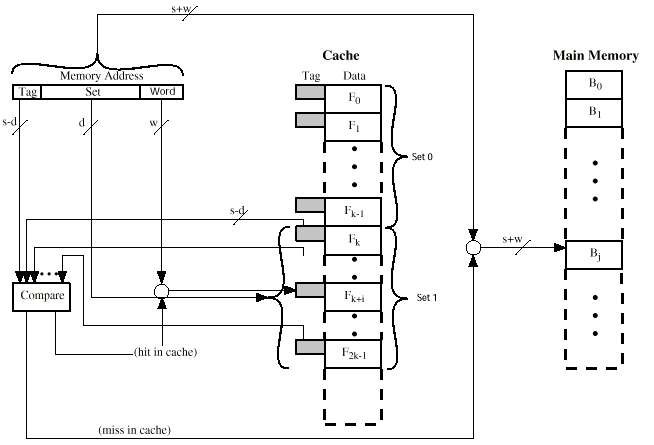 s+w
Cache
Main Memory
Memory Address
Tag Data
Tag Set Word
F0
B0
s-d d w
F1
B1
Set 0
s-d
Fk-1
Fk
s+w
Bj
Compare
Fk+i
Set 1
(hit in cache)
F2k-1
(miss in cache)